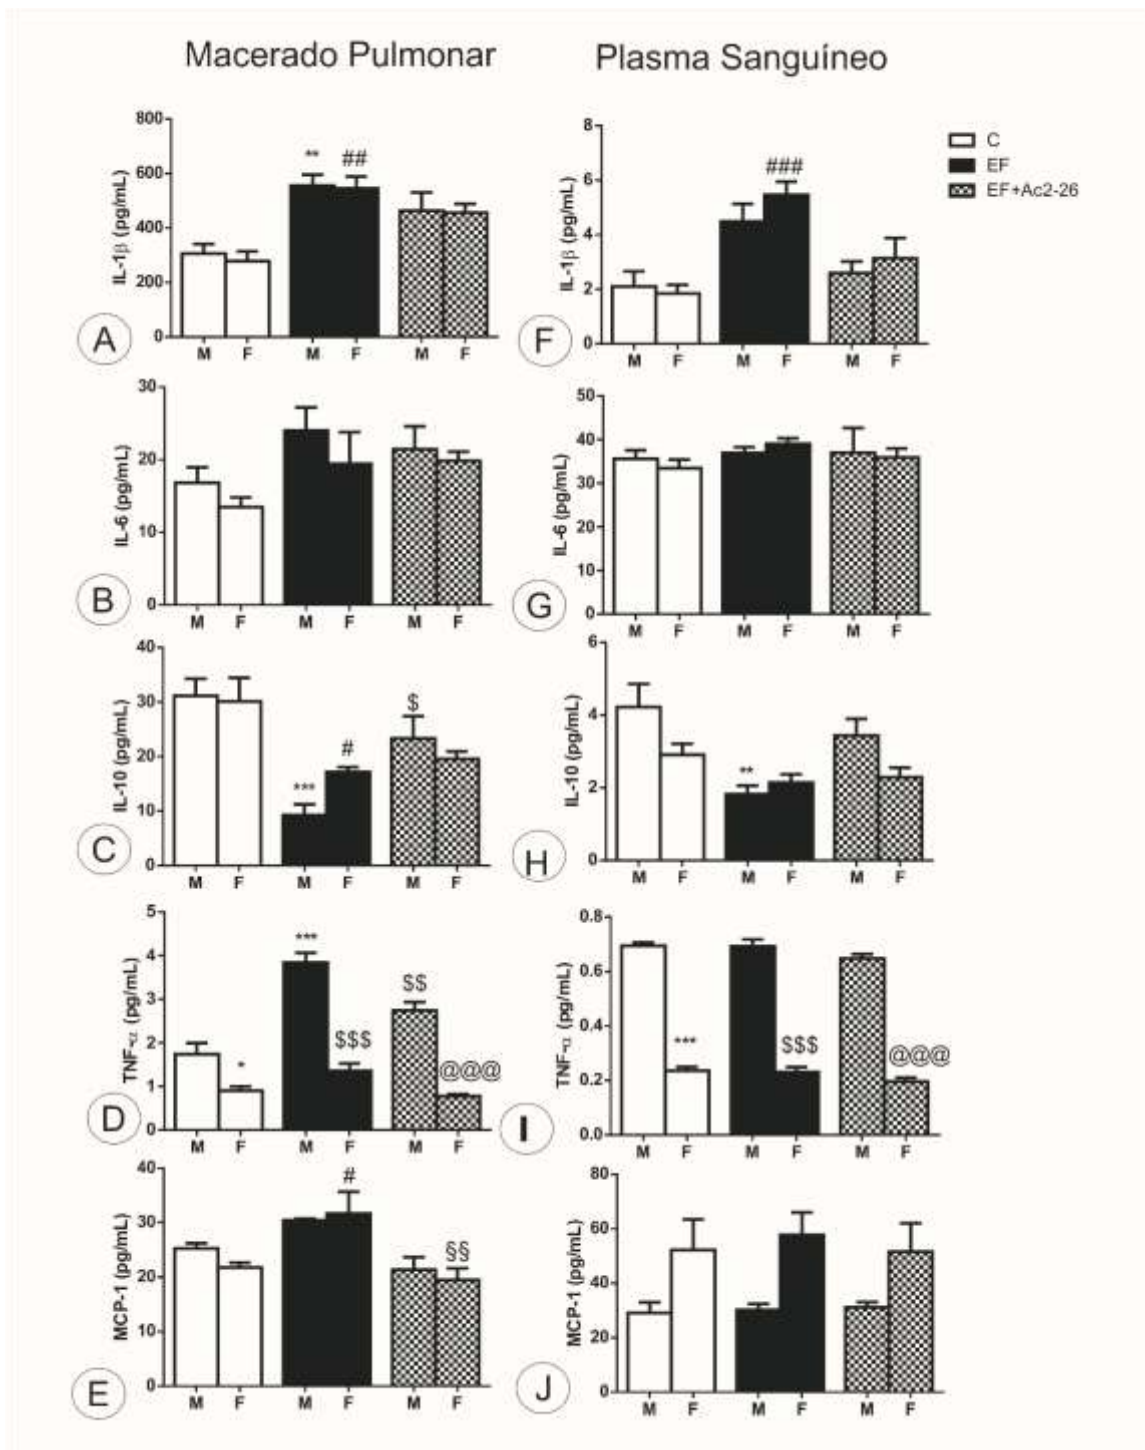 Macerado Pulmonar
Plasma Sanguíneo
C
EF
EF+Ac2-26
IL-1β (pg/mL)
800
600
400
200
0
**
##
M F M F M F
A
IL-1β (pg/mL)
8
6
4
2
0
###
M F M F M F
F
IL-6 (pg/mL)
30
20
10
0
M F M F M F
B
IL-6 (pg/mL)
50
40
30
20
10
0
M F M F M F
G
IL-10 (pg/mL)
40
30
20
10
0
***
#
$
M F M F M F
C
IL-10 (pg/mL)
6
4
2
0
**
M F M F M F
H
TNF-α (pg/mL)
5
4
3
2
1
0
*
***
$$$
$$
@@@
M F M F M F
D
TNF-α (pg/mL)
0.8
0.6
0.4
0.2
0.0
***
$$$
@@@
M F M F M F
I
MCP-1 (pg/mL)
40
30
20
10
0
#
§§
M F M F M F
E
MCP-1 (pg/mL)
80
60
40
20
0
M F M F M F
J